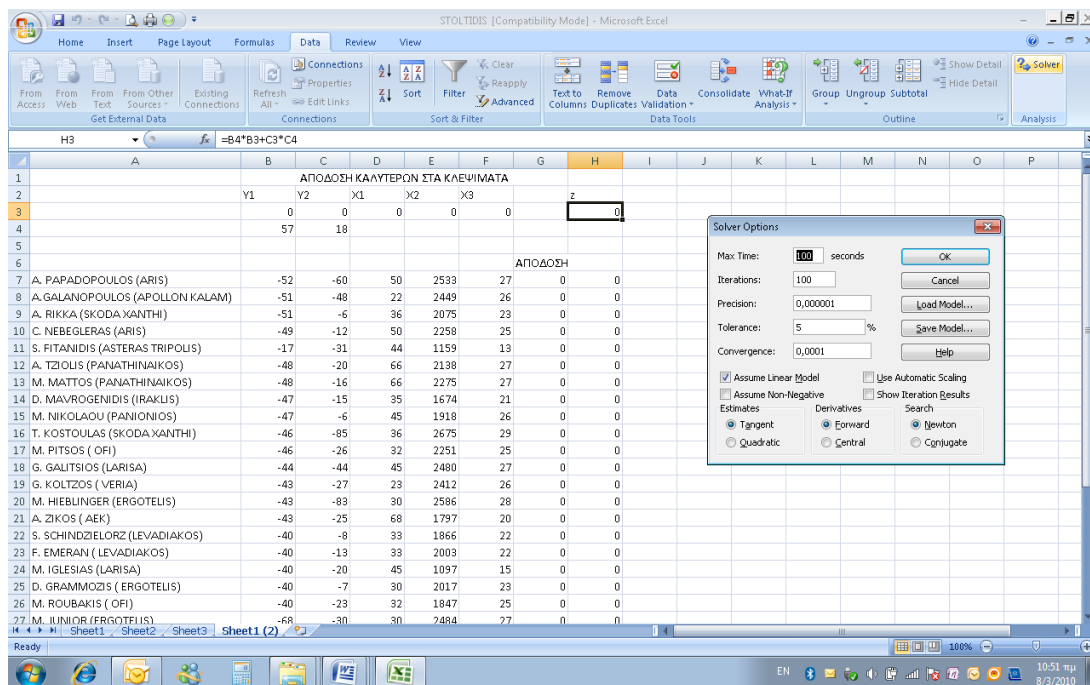 STOLTIDIS [Compatibility Mode] - Microsoft Excel
Home Insert Page Layout Formulas Data Review View
From Access From Web From Text From Other Sources Existing Connections
Get External Data
Refresh All Connections Properties Edit Links
Connections
Sort Filter Clear Reapply Advanced
Sort & Filter
Text to Columns Remove Duplicates Data Validation Consolidate What-If Analysis
Data Tools
Group Ungroup Subtotal Show Detail Hide Detail
Outline
Solver
Analysis
H3 fx =B4*B3+C3*C4
A B C D E F G H I J K L M N O P
1 ΑΠΟΔΟΣΗ ΚΑΛΥΤΕΡΩΝ ΣΤΑ ΚΛΕΨΙΜΑΤΑ
2 Y1 Y2 X1 X2 X3 z
3 0 0 0 0 0 0
4 57 18
5
6 ΑΠΟΔΟΣΗ
7 A. PAPADOPOULOS (ARIS) -52 -60 50 2533 27 0 0
8 A.GALANOPOULOS (APOLLON KALAM) -51 -48 22 2449 26 0 0
9 A. RIKKA (SKODA XANTHI) -51 -6 36 2075 23 0 0
10 C. NEBEGLERAS (ARIS) -49 -12 50 2258 25 0 0
11 S. FITANIDIS (ASTERAS TRIPOLIS) -17 -31 44 1159 13 0 0
12 A. TZIOLIS (PANATHINAIKOS) -48 -20 66 2138 27 0 0
13 M. MATTOS (PANATHINAIKOS) -48 -16 66 2275 27 0 0
14 D. MAVROGENIDIS (IRAKLIS) -47 -15 35 1674 21 0 0
15 M. NIKOLAOU (PANIONIOS) -47 -6 45 1918 26 0 0
16 T. KOSTOULAS (SKODA XANTHI) -46 -85 36 2675 29 0 0
17 M. PITSOS ( OFI) -46 -26 32 2251 25 0 0
18 G. GALITSIOS (LARISA) -44 -44 45 2480 27 0 0
19 G. KOLTZOS ( VERIA) -43 -27 23 2412 26 0 0
20 M. HIEBLINGER (ERGOTELIS) -43 -83 30 2586 28 0 0
21 A. ZIKOS ( AEK) -43 -25 68 1797 20 0 0
22 S. SCHINDZIELORZ (LEVADIAKOS) -40 -8 33 1866 22 0 0
23 F. EMERAN ( LEVADIAKOS) -40 -13 33 2003 22 0 0
24 M. IGLESIAS (LARISA) -40 -20 45 1097 15 0 0
25 D. GRAMMOZIS ( ERGOTELIS) -40 -7 30 2017 23 0 0
26 M. ROUBAKIS ( OFI) -40 -23 32 1847 25 0 0
27 M. JUNIOR (ERGOTELIS) -68 -30 30 2484 27 0 0
Solver Options
Max Time: 100 seconds OK
Iterations: 100 Cancel
Precision: 0,000001 Load Model...
Tolerance: 5 % Save Model...
Convergence: 0,0001 Help
Assume Linear Model Use Automatic Scaling
Assume Non-Negative Show Iteration Results
Estimates Derivatives Search
Tangent Forward Newton
Quadratic Central Conjugate
Sheet1 Sheet2 Sheet3 Sheet1 (2)
Ready 100%
EN 10:51 πμ
8/3/2010